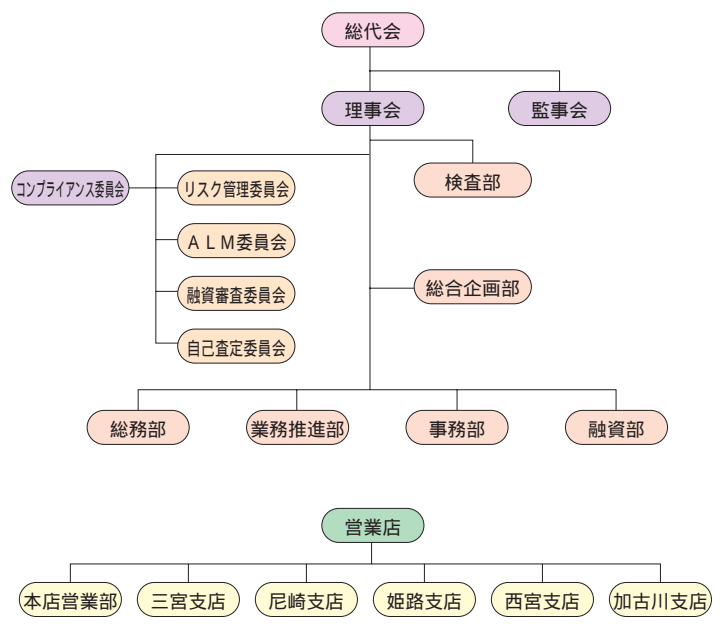 総代会
理事会
監事会
検査部
コンプライアンス委員会
リスク管理委員会
ＡＬＭ委員会
融資審査委員会
自己査定委員会
総合企画部
総務部
業務推進部
事務部
融資部
営業店
本店営業部
三宮支店
尼崎支店
姫路支店
西宮支店
加古川支店